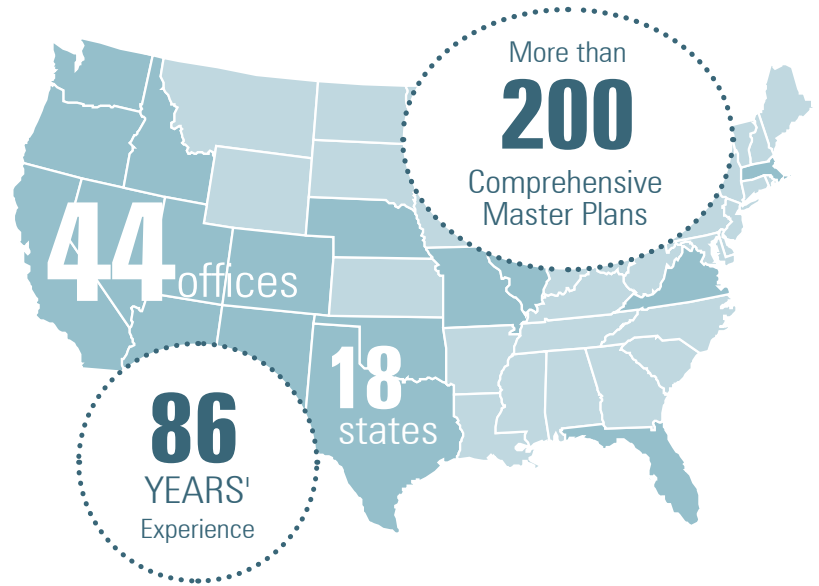 More than
200
Comprehensive
Master Plans
44 offices
18
states
86
YEARS'
Experience